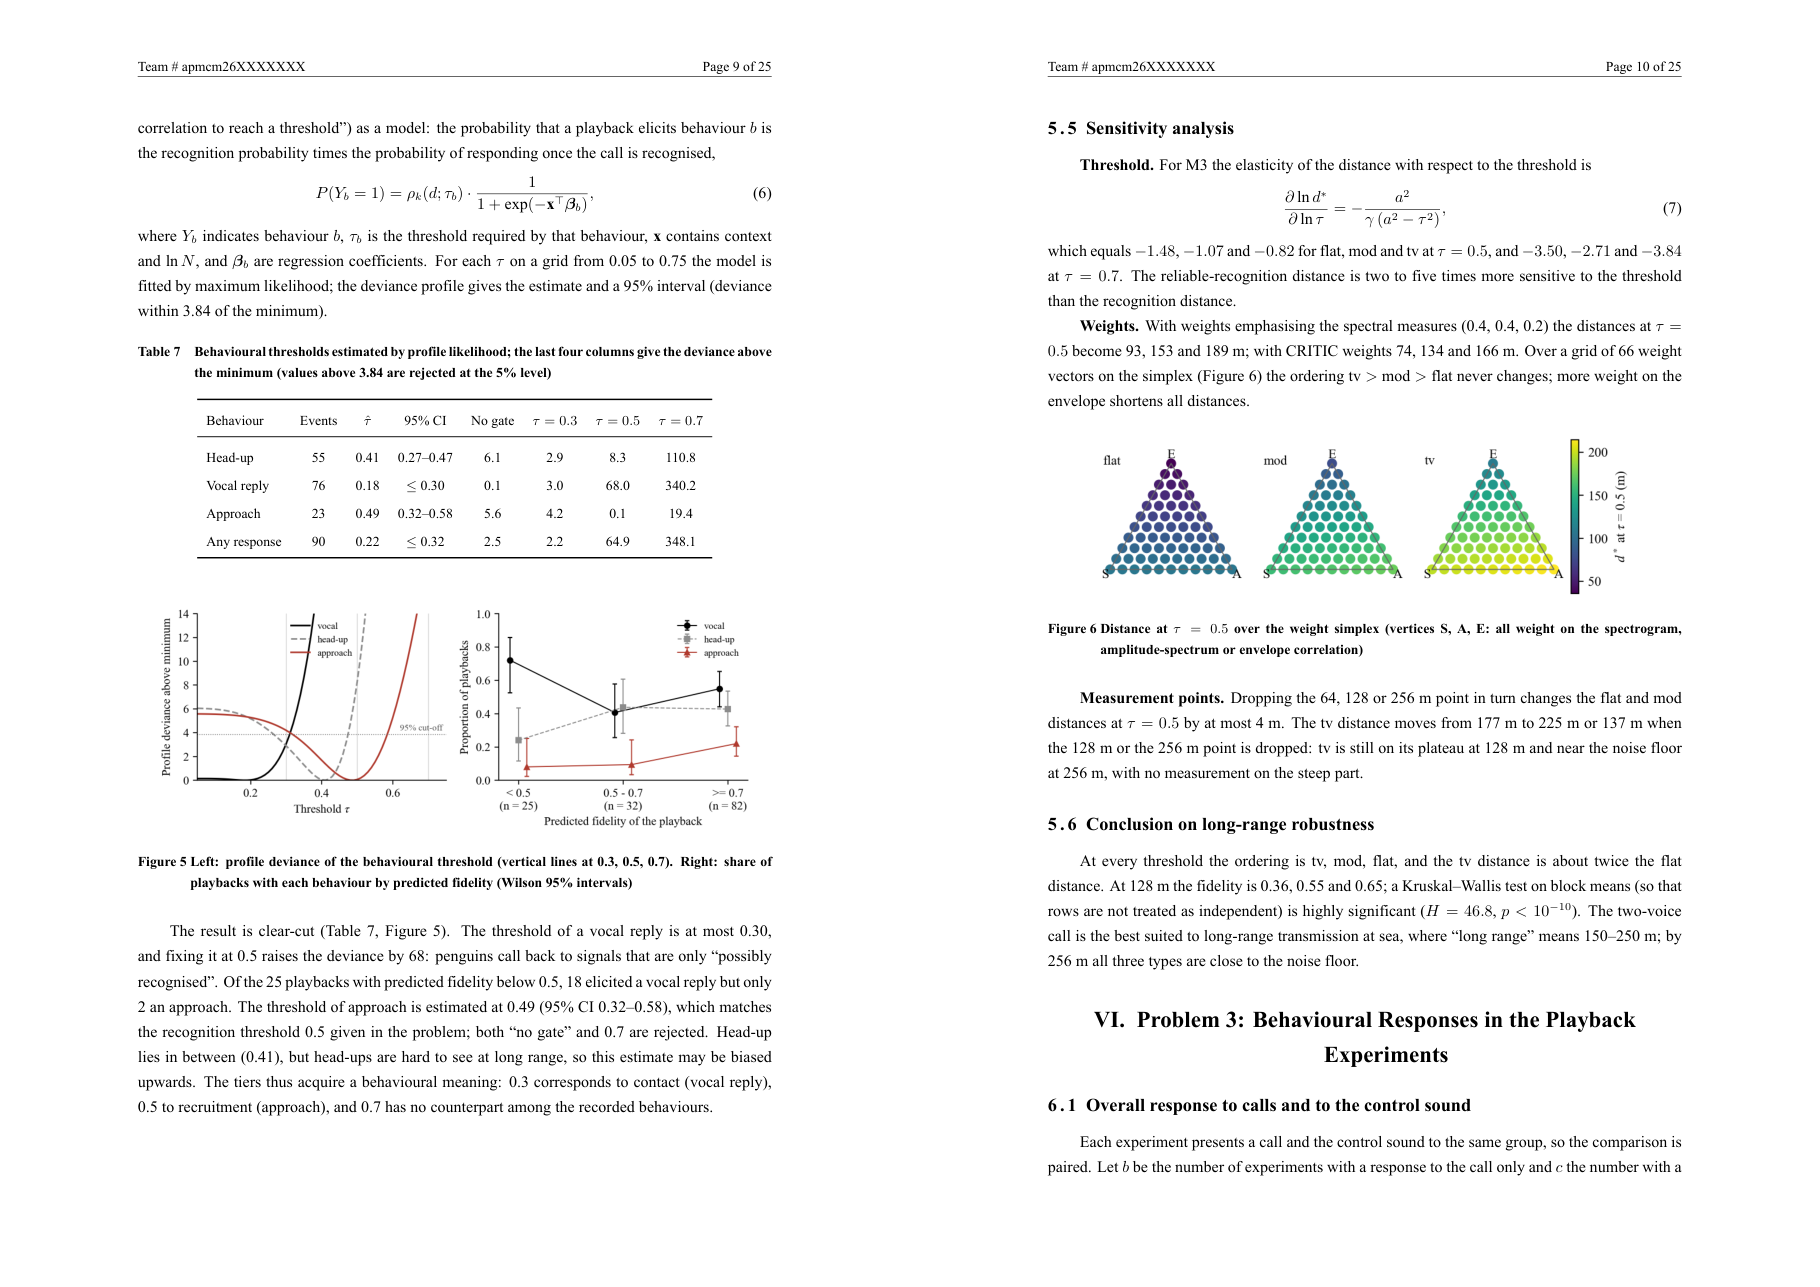 Team # apmcm26XXXXXXX Page 9 of 25
correlation to reach a threshold”) as a model: the probability that a playback elicits behaviour b is
the recognition probability times the probability of responding once the call is recognised,
P(Y_b = 1) = ρ_k(d; τ_b) · 1 / (1 + exp(−x^⊤ β_b)), (6)
where Y_b indicates behaviour b, τ_b is the threshold required by that behaviour, x contains context
and ln N, and β_b are regression coefficients. For each τ on a grid from 0.05 to 0.75 the model is
fitted by maximum likelihood; the deviance profile gives the estimate and a 95% interval (deviance
within 3.84 of the minimum).
Table 7 Behavioural thresholds estimated by profile likelihood; the last four columns give the deviance above
the minimum (values above 3.84 are rejected at the 5% level)
Behaviour Events τ̂ 95% CI No gate τ = 0.3 τ = 0.5 τ = 0.7
Head-up 55 0.41 0.27–0.47 6.1 2.9 8.3 110.8
Vocal reply 76 0.18 ≤ 0.30 0.1 3.0 68.0 340.2
Approach 23 0.49 0.32–0.58 5.6 4.2 0.1 19.4
Any response 90 0.22 ≤ 0.32 2.5 2.2 64.9 348.1
Profile deviance above minimum
14
12
10
8
6
4
2
0
vocal
head-up
approach
95% cut-off
0.2 0.4 0.6
Threshold τ
Proportion of playbacks
1.0
0.8
0.6
0.4
0.2
0.0
vocal
head-up
approach
< 0.5 0.5 - 0.7 >= 0.7
(n = 25) (n = 32) (n = 82)
Predicted fidelity of the playback
Figure 5 Left: profile deviance of the behavioural threshold (vertical lines at 0.3, 0.5, 0.7). Right: share of
playbacks with each behaviour by predicted fidelity (Wilson 95% intervals)
The result is clear-cut (Table 7, Figure 5). The threshold of a vocal reply is at most 0.30,
and fixing it at 0.5 raises the deviance by 68: penguins call back to signals that are only “possibly
recognised”. Of the 25 playbacks with predicted fidelity below 0.5, 18 elicited a vocal reply but only
2 an approach. The threshold of approach is estimated at 0.49 (95% CI 0.32–0.58), which matches
the recognition threshold 0.5 given in the problem; both “no gate” and 0.7 are rejected. Head-up
lies in between (0.41), but head-ups are hard to see at long range, so this estimate may be biased
upwards. The tiers thus acquire a behavioural meaning: 0.3 corresponds to contact (vocal reply),
0.5 to recruitment (approach), and 0.7 has no counterpart among the recorded behaviours.
Team # apmcm26XXXXXXX Page 10 of 25
5.5 Sensitivity analysis
Threshold. For M3 the elasticity of the distance with respect to the threshold is
∂ ln d* / ∂ ln τ = − a² / (γ (a² − τ²)), (7)
which equals −1.48, −1.07 and −0.82 for flat, mod and tv at τ = 0.5, and −3.50, −2.71 and −3.84
at τ = 0.7. The reliable-recognition distance is two to five times more sensitive to the threshold
than the recognition distance.
Weights. With weights emphasising the spectral measures (0.4, 0.4, 0.2) the distances at τ =
0.5 become 93, 153 and 189 m; with CRITIC weights 74, 134 and 166 m. Over a grid of 66 weight
vectors on the simplex (Figure 6) the ordering tv > mod > flat never changes; more weight on the
envelope shortens all distances.
flat E S A
mod E S A
tv E S A
200
150
100
50
d* at τ = 0.5 (m)
Figure 6 Distance at τ = 0.5 over the weight simplex (vertices S, A, E: all weight on the spectrogram,
amplitude-spectrum or envelope correlation)
Measurement points. Dropping the 64, 128 or 256 m point in turn changes the flat and mod
distances at τ = 0.5 by at most 4 m. The tv distance moves from 177 m to 225 m or 137 m when
the 128 m or the 256 m point is dropped: tv is still on its plateau at 128 m and near the noise floor
at 256 m, with no measurement on the steep part.
5.6 Conclusion on long-range robustness
At every threshold the ordering is tv, mod, flat, and the tv distance is about twice the flat
distance. At 128 m the fidelity is 0.36, 0.55 and 0.65; a Kruskal–Wallis test on block means (so that
rows are not treated as independent) is highly significant (H = 46.8, p < 10⁻¹⁰). The two-voice
call is the best suited to long-range transmission at sea, where “long range” means 150–250 m; by
256 m all three types are close to the noise floor.
VI. Problem 3: Behavioural Responses in the Playback
Experiments
6.1 Overall response to calls and to the control sound
Each experiment presents a call and the control sound to the same group, so the comparison is
paired. Let b be the number of experiments with a response to the call only and c the number with a